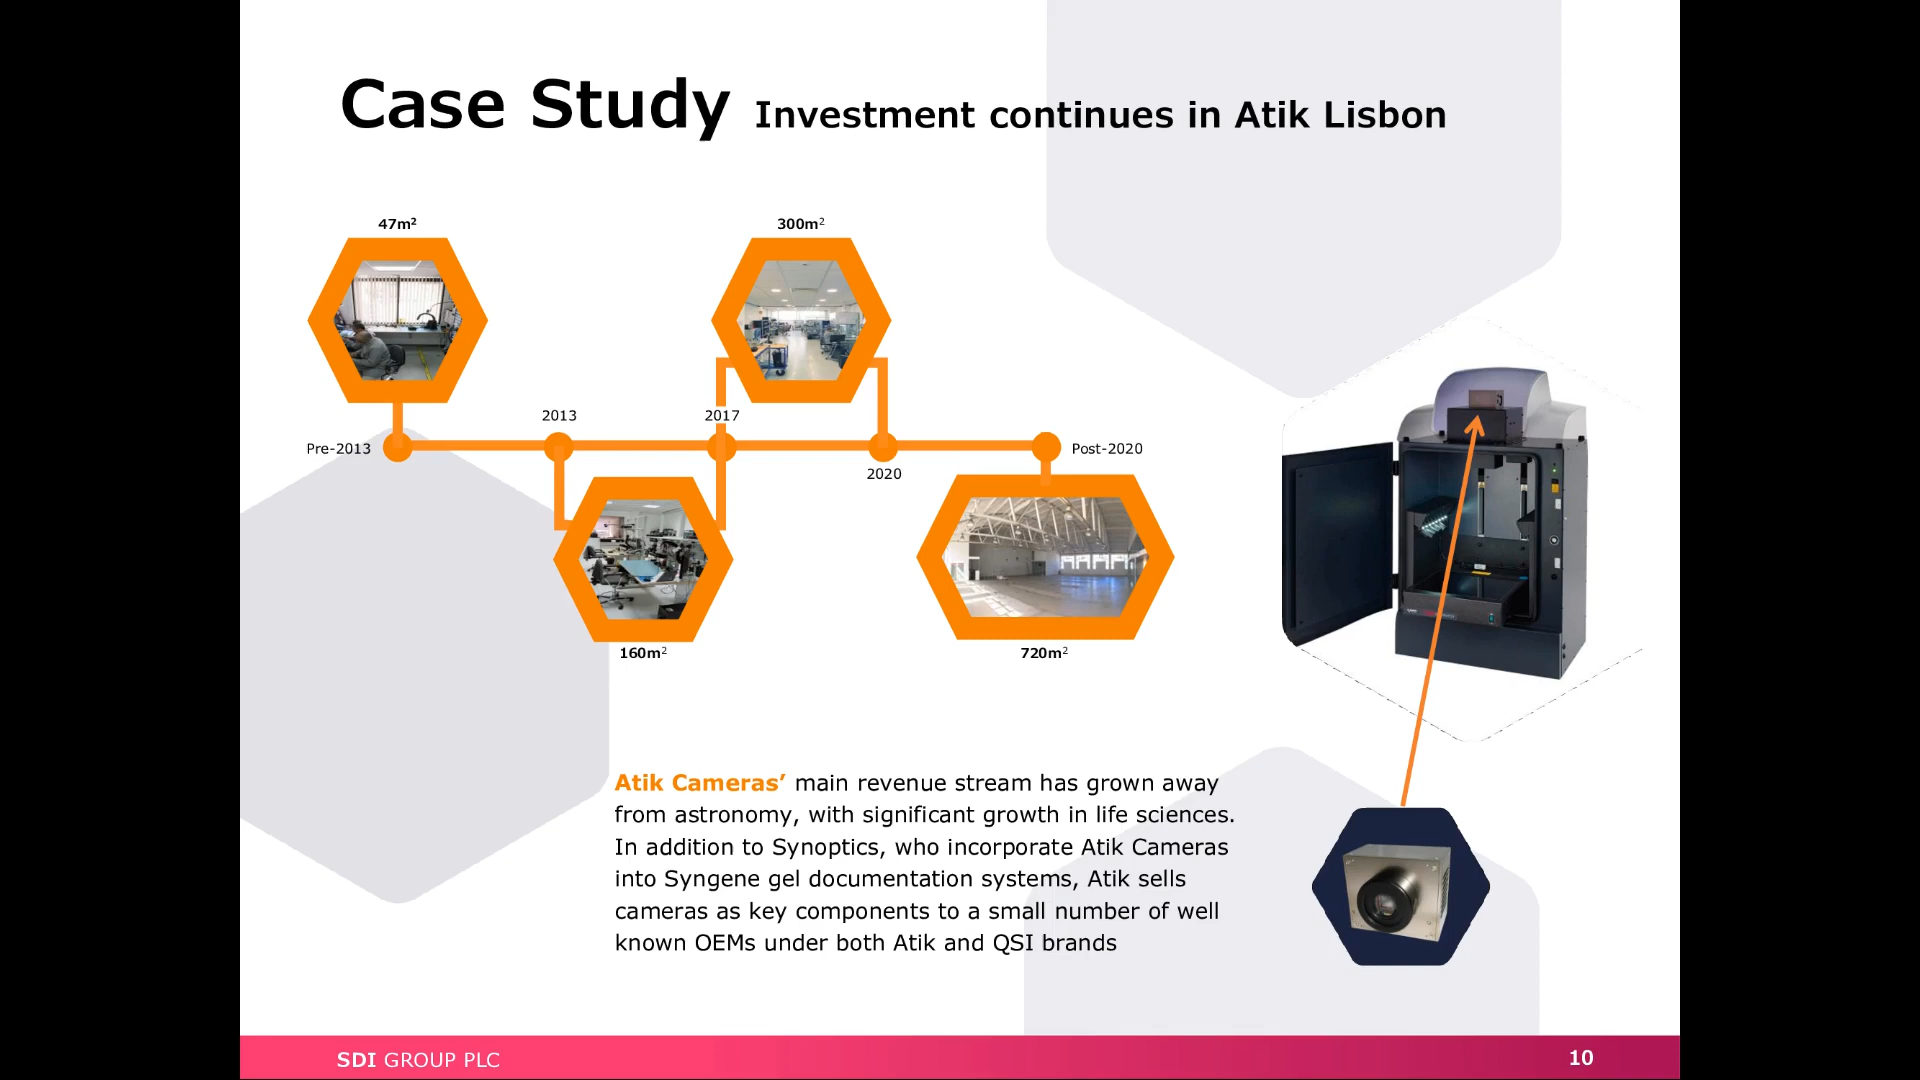 Case Study Investment continues in Atik Lisbon
47m²
300m²
2013
2017
Pre-2013
Post-2020
2020
160m²
720m²
Atik Cameras’ main revenue stream has grown away
from astronomy, with significant growth in life sciences.
In addition to Synoptics, who incorporate Atik Cameras
into Syngene gel documentation systems, Atik sells
cameras as key components to a small number of well
known OEMs under both Atik and QSI brands
SDI GROUP PLC
10